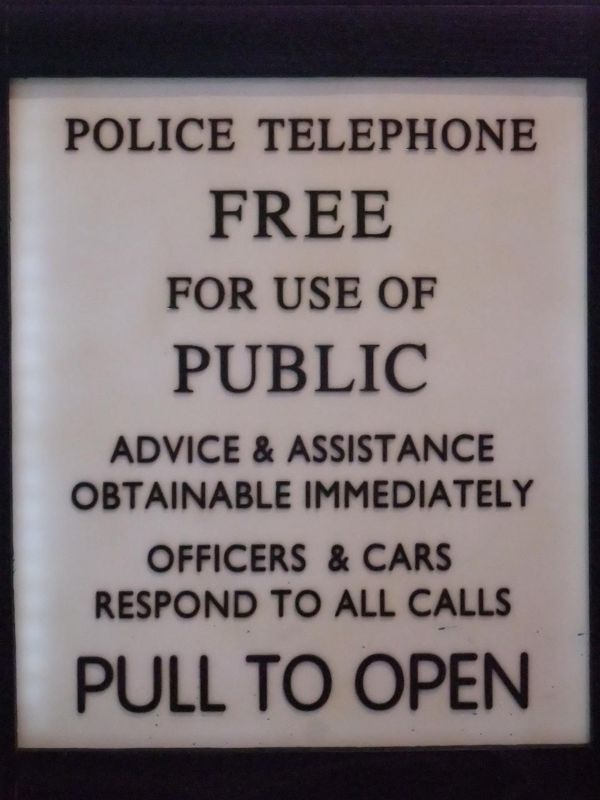 POLICE TELEPHONE
FREE
FOR USE OF
PUBLIC
ADVICE & ASSISTANCE
OBTAINABLE IMMEDIATELY
OFFICERS & CARS
RESPOND TO ALL CALLS
PULL TO OPEN